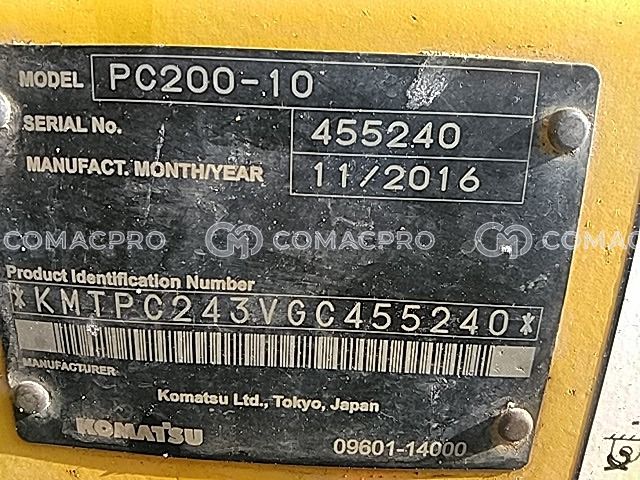 MODEL PC200-10
SERIAL No. 455240
MANUFACT. MONTH/YEAR 11/2016
COMACPRO COMACPRO COMACPRO
Product Identification Number
*KMTPC243VGC455240*
MANUFACTURER
Komatsu Ltd., Tokyo, Japan
KOMATSU 09601-14000